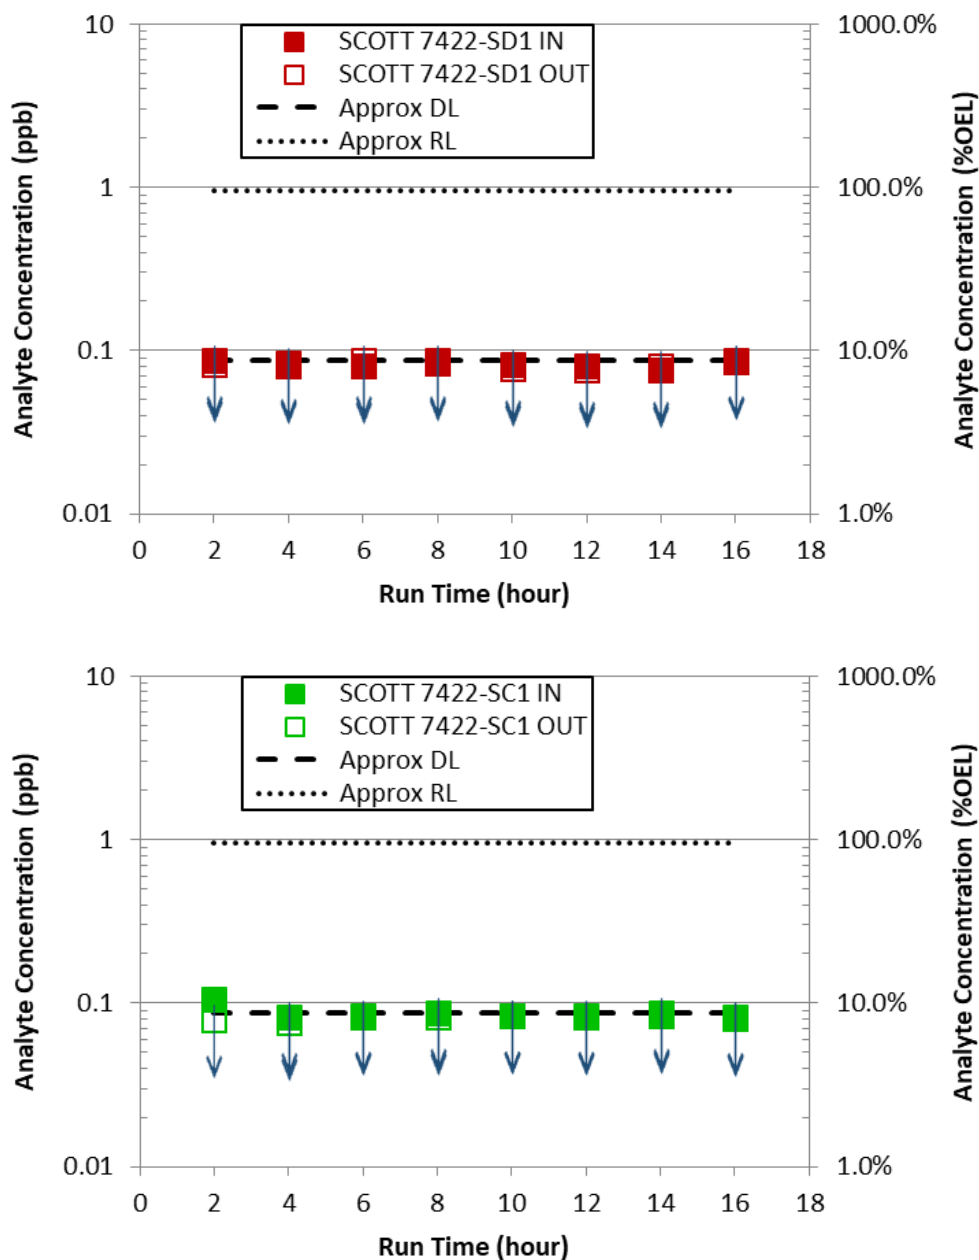 SCOTT 7422-SD1 IN
SCOTT 7422-SD1 OUT
Approx DL
Approx RL
10
1
0.1
0.01
Analyte Concentration (ppb)
1000.0%
100.0%
10.0%
1.0%
Analyte Concentration (%OEL)
0 2 4 6 8 10 12 14 16 18
Run Time (hour)
SCOTT 7422-SC1 IN
SCOTT 7422-SC1 OUT
Approx DL
Approx RL
10
1
0.1
0.01
Analyte Concentration (ppb)
1000.0%
100.0%
10.0%
1.0%
Analyte Concentration (%OEL)
0 2 4 6 8 10 12 14 16 18
Run Time (hour)